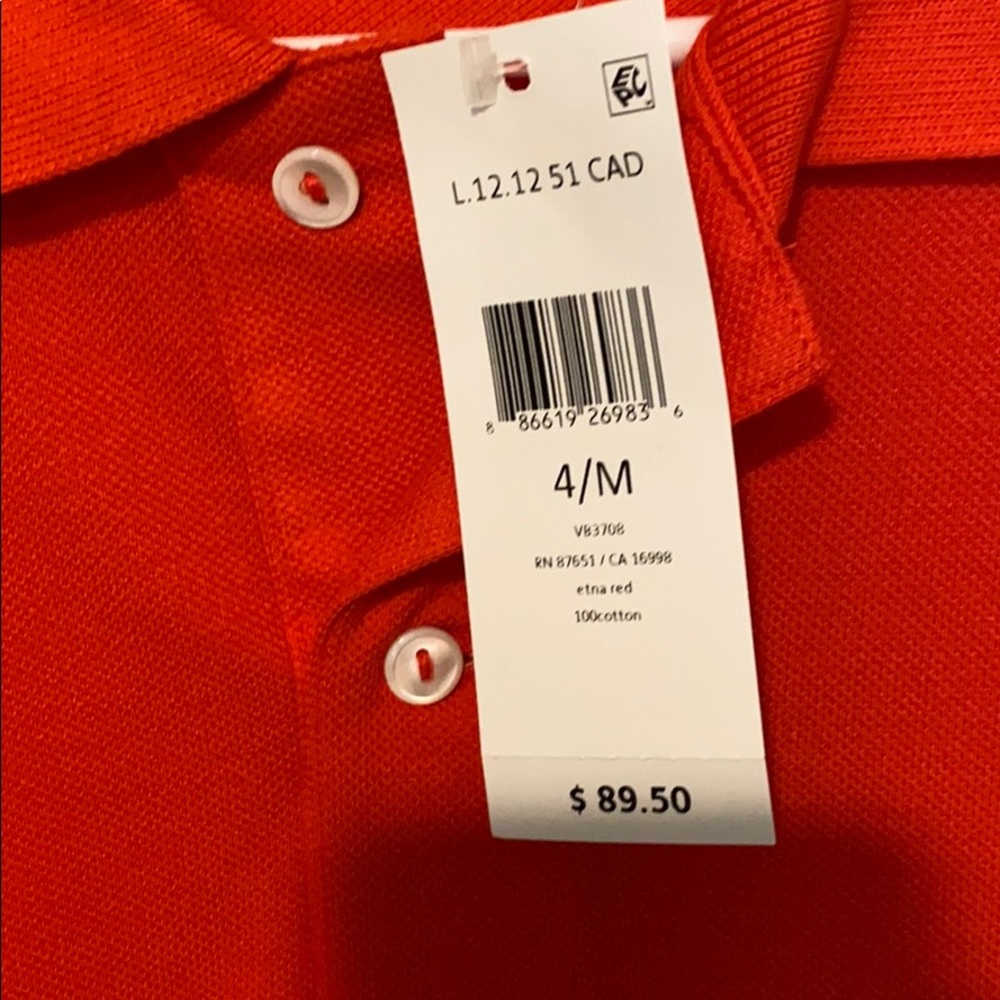 EPC
L.12.12 51 CAD
8 86619 26983 6
4/M
VB3708
RN 87651 / CA 16998
etna red
100cotton
$ 89.50